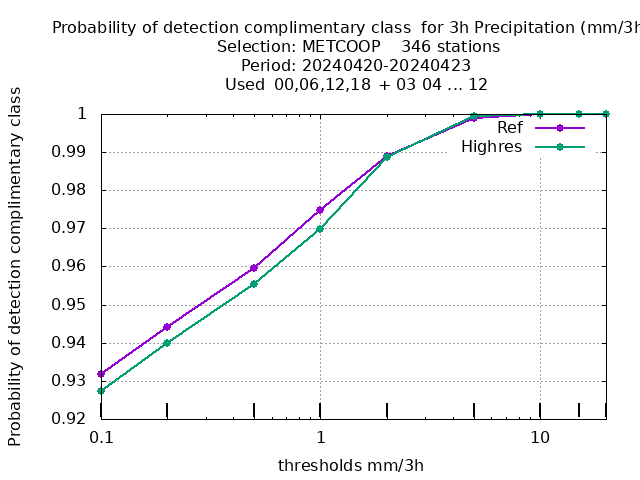 Probability of detection complimentary class  for 3h Precipitation (mm/3h
Selection: METCOOP    346 stations
Period: 20240420-20240423
Used  00,06,12,18  + 03 04 ... 12
Probability of detection complimentary class
1
0.99
0.98
0.97
0.96
0.95
0.94
0.93
0.92
Ref
Highres
0.1
1
10
thresholds mm/3h